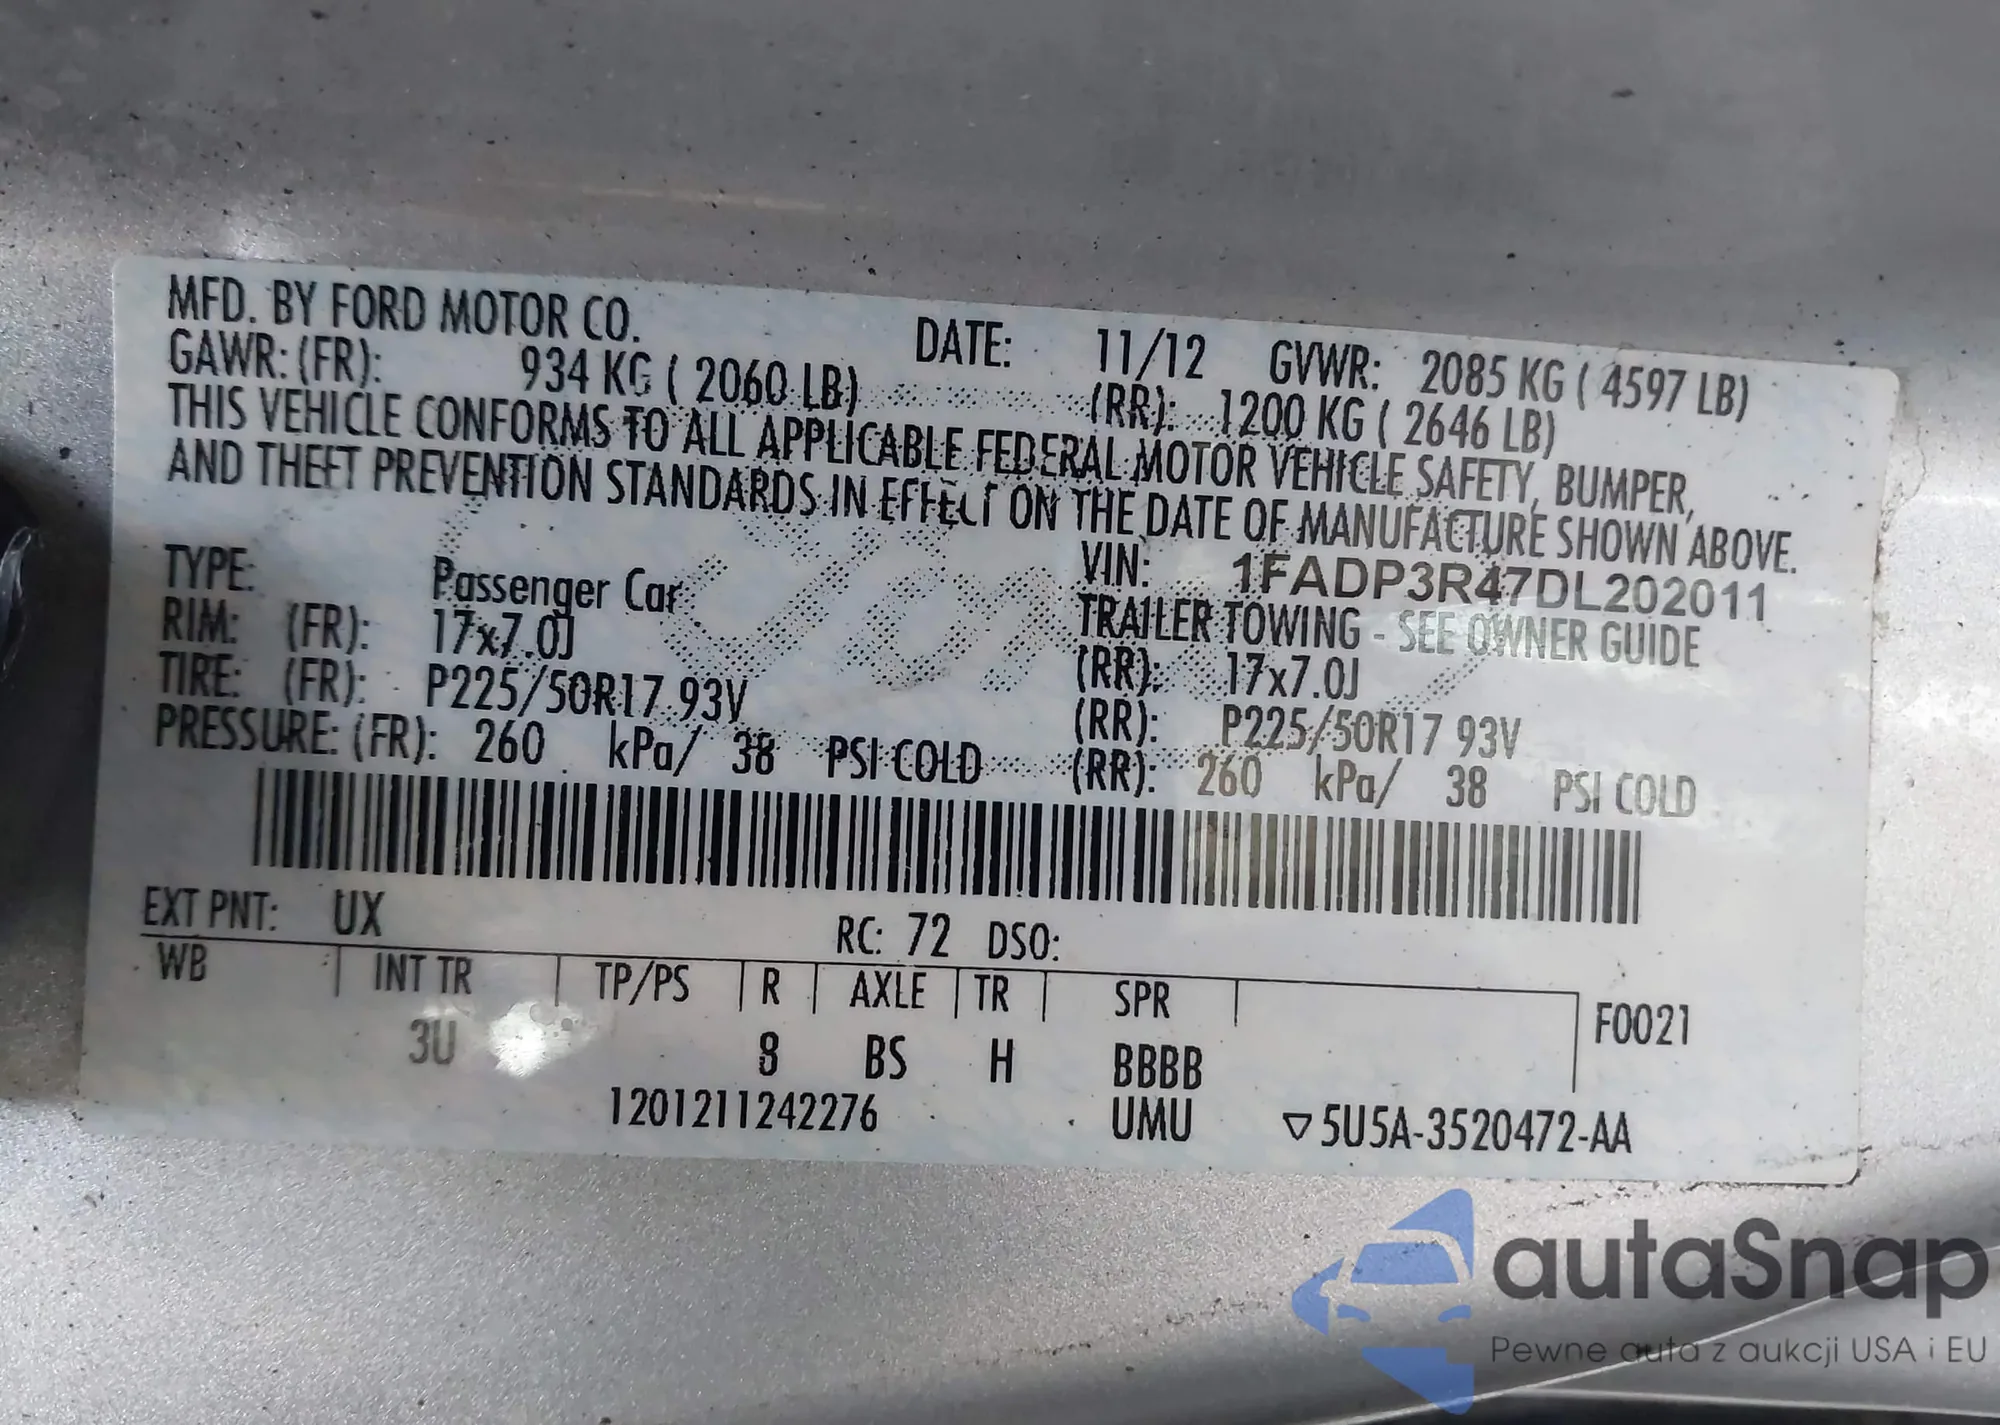 MFD. BY FORD MOTOR CO. DATE: 11/12 GVWR: 2085 KG ( 4597 LB)
GAWR: (FR): 934 KG ( 2060 LB) (RR): 1200 KG ( 2646 LB)
THIS VEHICLE CONFORMS TO ALL APPLICABLE FEDERAL MOTOR VEHICLE SAFETY, BUMPER,
AND THEFT PREVENTION STANDARDS IN EFFECT ON THE DATE OF MANUFACTURE SHOWN ABOVE.
VIN: 1FADP3R47DL202011
TYPE: Passenger Car TRAILER TOWING - SEE OWNER GUIDE
RIM: (FR): 17x7.0J (RR): 17x7.0J
TIRE: (FR): P225/50R17 93V (RR): P225/50R17 93V
PRESSURE: (FR): 260 kPa/ 38 PSI COLD (RR): 260 kPa/ 38 PSI COLD
EXT PNT: UX RC: 72 DSO:
WB INT TR TP/PS R AXLE TR SPR F0021
3U 8 BS H BBBB
1201211242276 UMU ▽5U5A-3520472-AA
autaSnap
Pewne auta z aukcji USA i EU